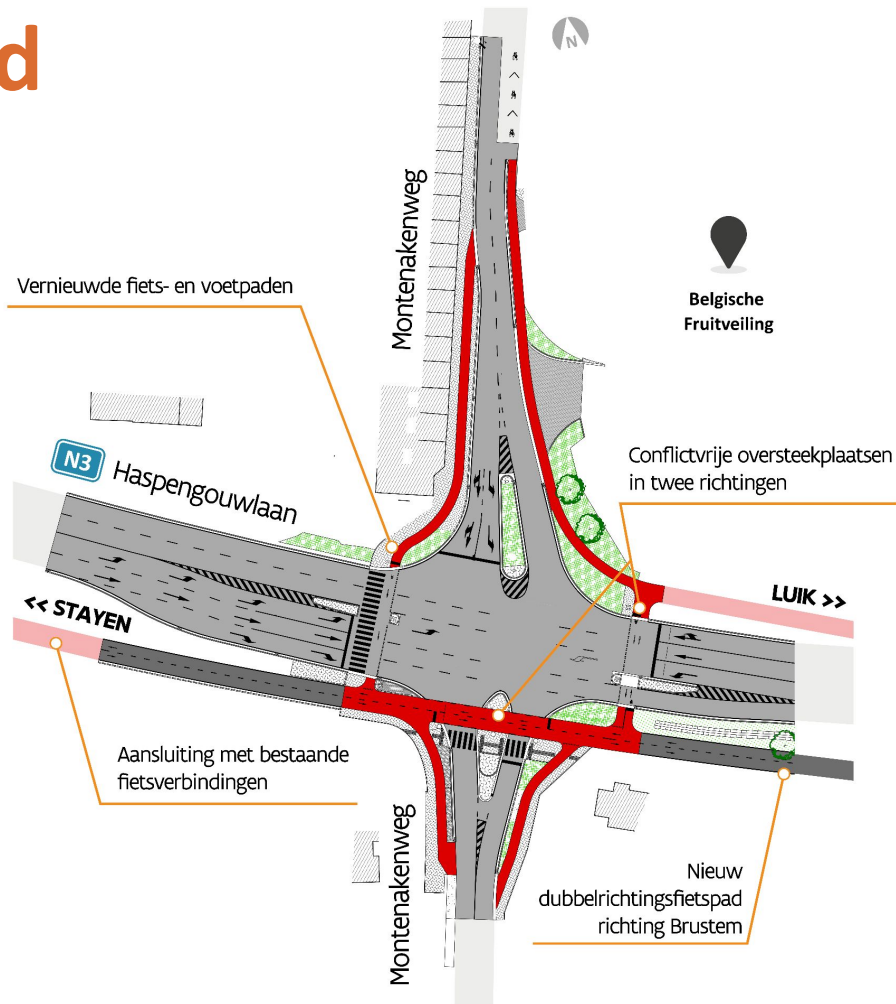 d
N
Montenakenweg
Vernieuwde fiets- en voetpaden
Belgische
Fruitveiling
Conflictvrije oversteekplaatsen
in twee richtingen
N3 Haspengouwlaan
<< STAYEN
LUIK >>
Aansluiting met bestaande
fietsverbindingen
Montenakenweg
Nieuw
dubbelrichtingsfietspad
richting Brustem